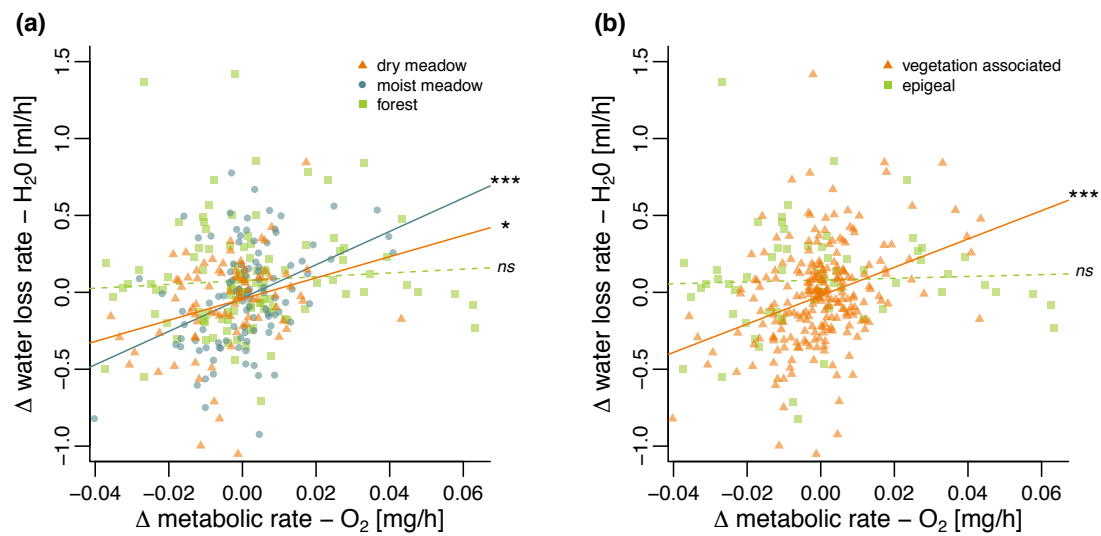 (a)
dry meadow
moist meadow
forest
1.5
1.0
0.5
0.0
−0.5
−1.0
Δ water loss rate − H₂0 [ml/h]
***
*
ns
−0.04 −0.02 0.00 0.02 0.04 0.06
Δ metabolic rate − O₂ [mg/h]
(b)
vegetation associated
epigeal
1.5
1.0
0.5
0.0
−0.5
−1.0
Δ water loss rate − H₂0 [ml/h]
***
ns
−0.04 −0.02 0.00 0.02 0.04 0.06
Δ metabolic rate − O₂ [mg/h]